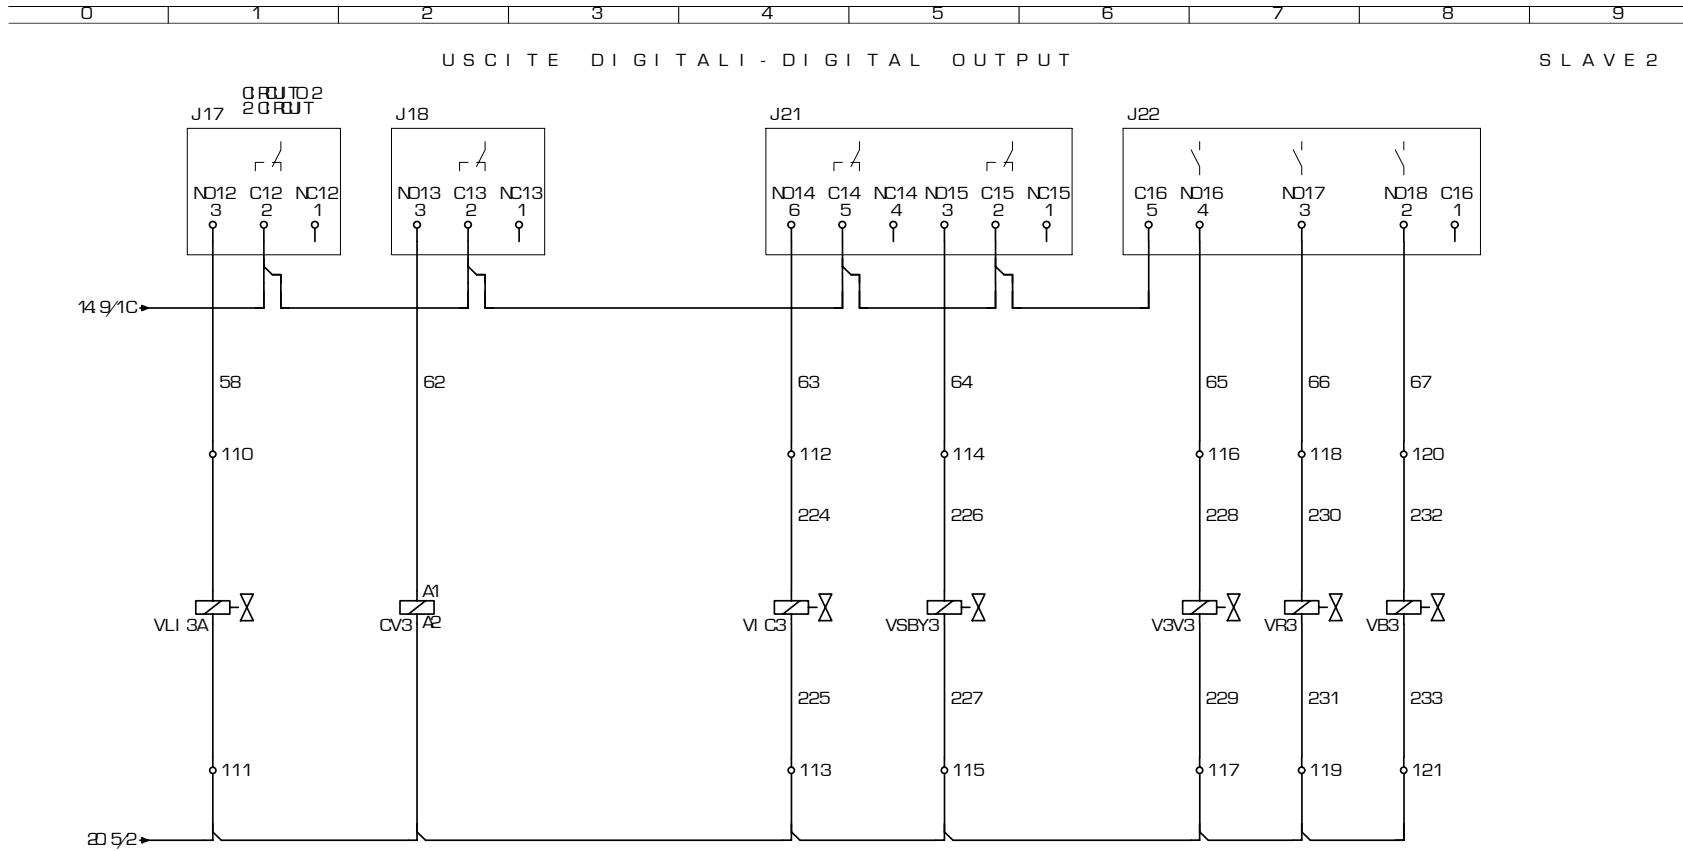 0 1 2 3 4 5 6 7 8 9
USCITE DIGITALI - DIGITAL OUTPUT SLAVE 2
CIRCUITO 2
2 CIRCUIT
J17 J18 J21 J22
NO12 C12 NC12 NO13 C13 NC13 NO14 C14 NC14 NO15 C15 NC15 C16 NO16 NO17 NO18 C16
3 2 1 3 2 1 6 5 4 3 2 1 5 4 3 2 1
14.9/1C
58 62 63 64 65 66 67
110 112 114 116 118 120
224 226 228 230 232
A1
VLI3A CV3 A2 VIC3 VSBY3 V3V3 VR3 VB3
225 227 229 231 233
111 113 115 117 119 121
20.5/2